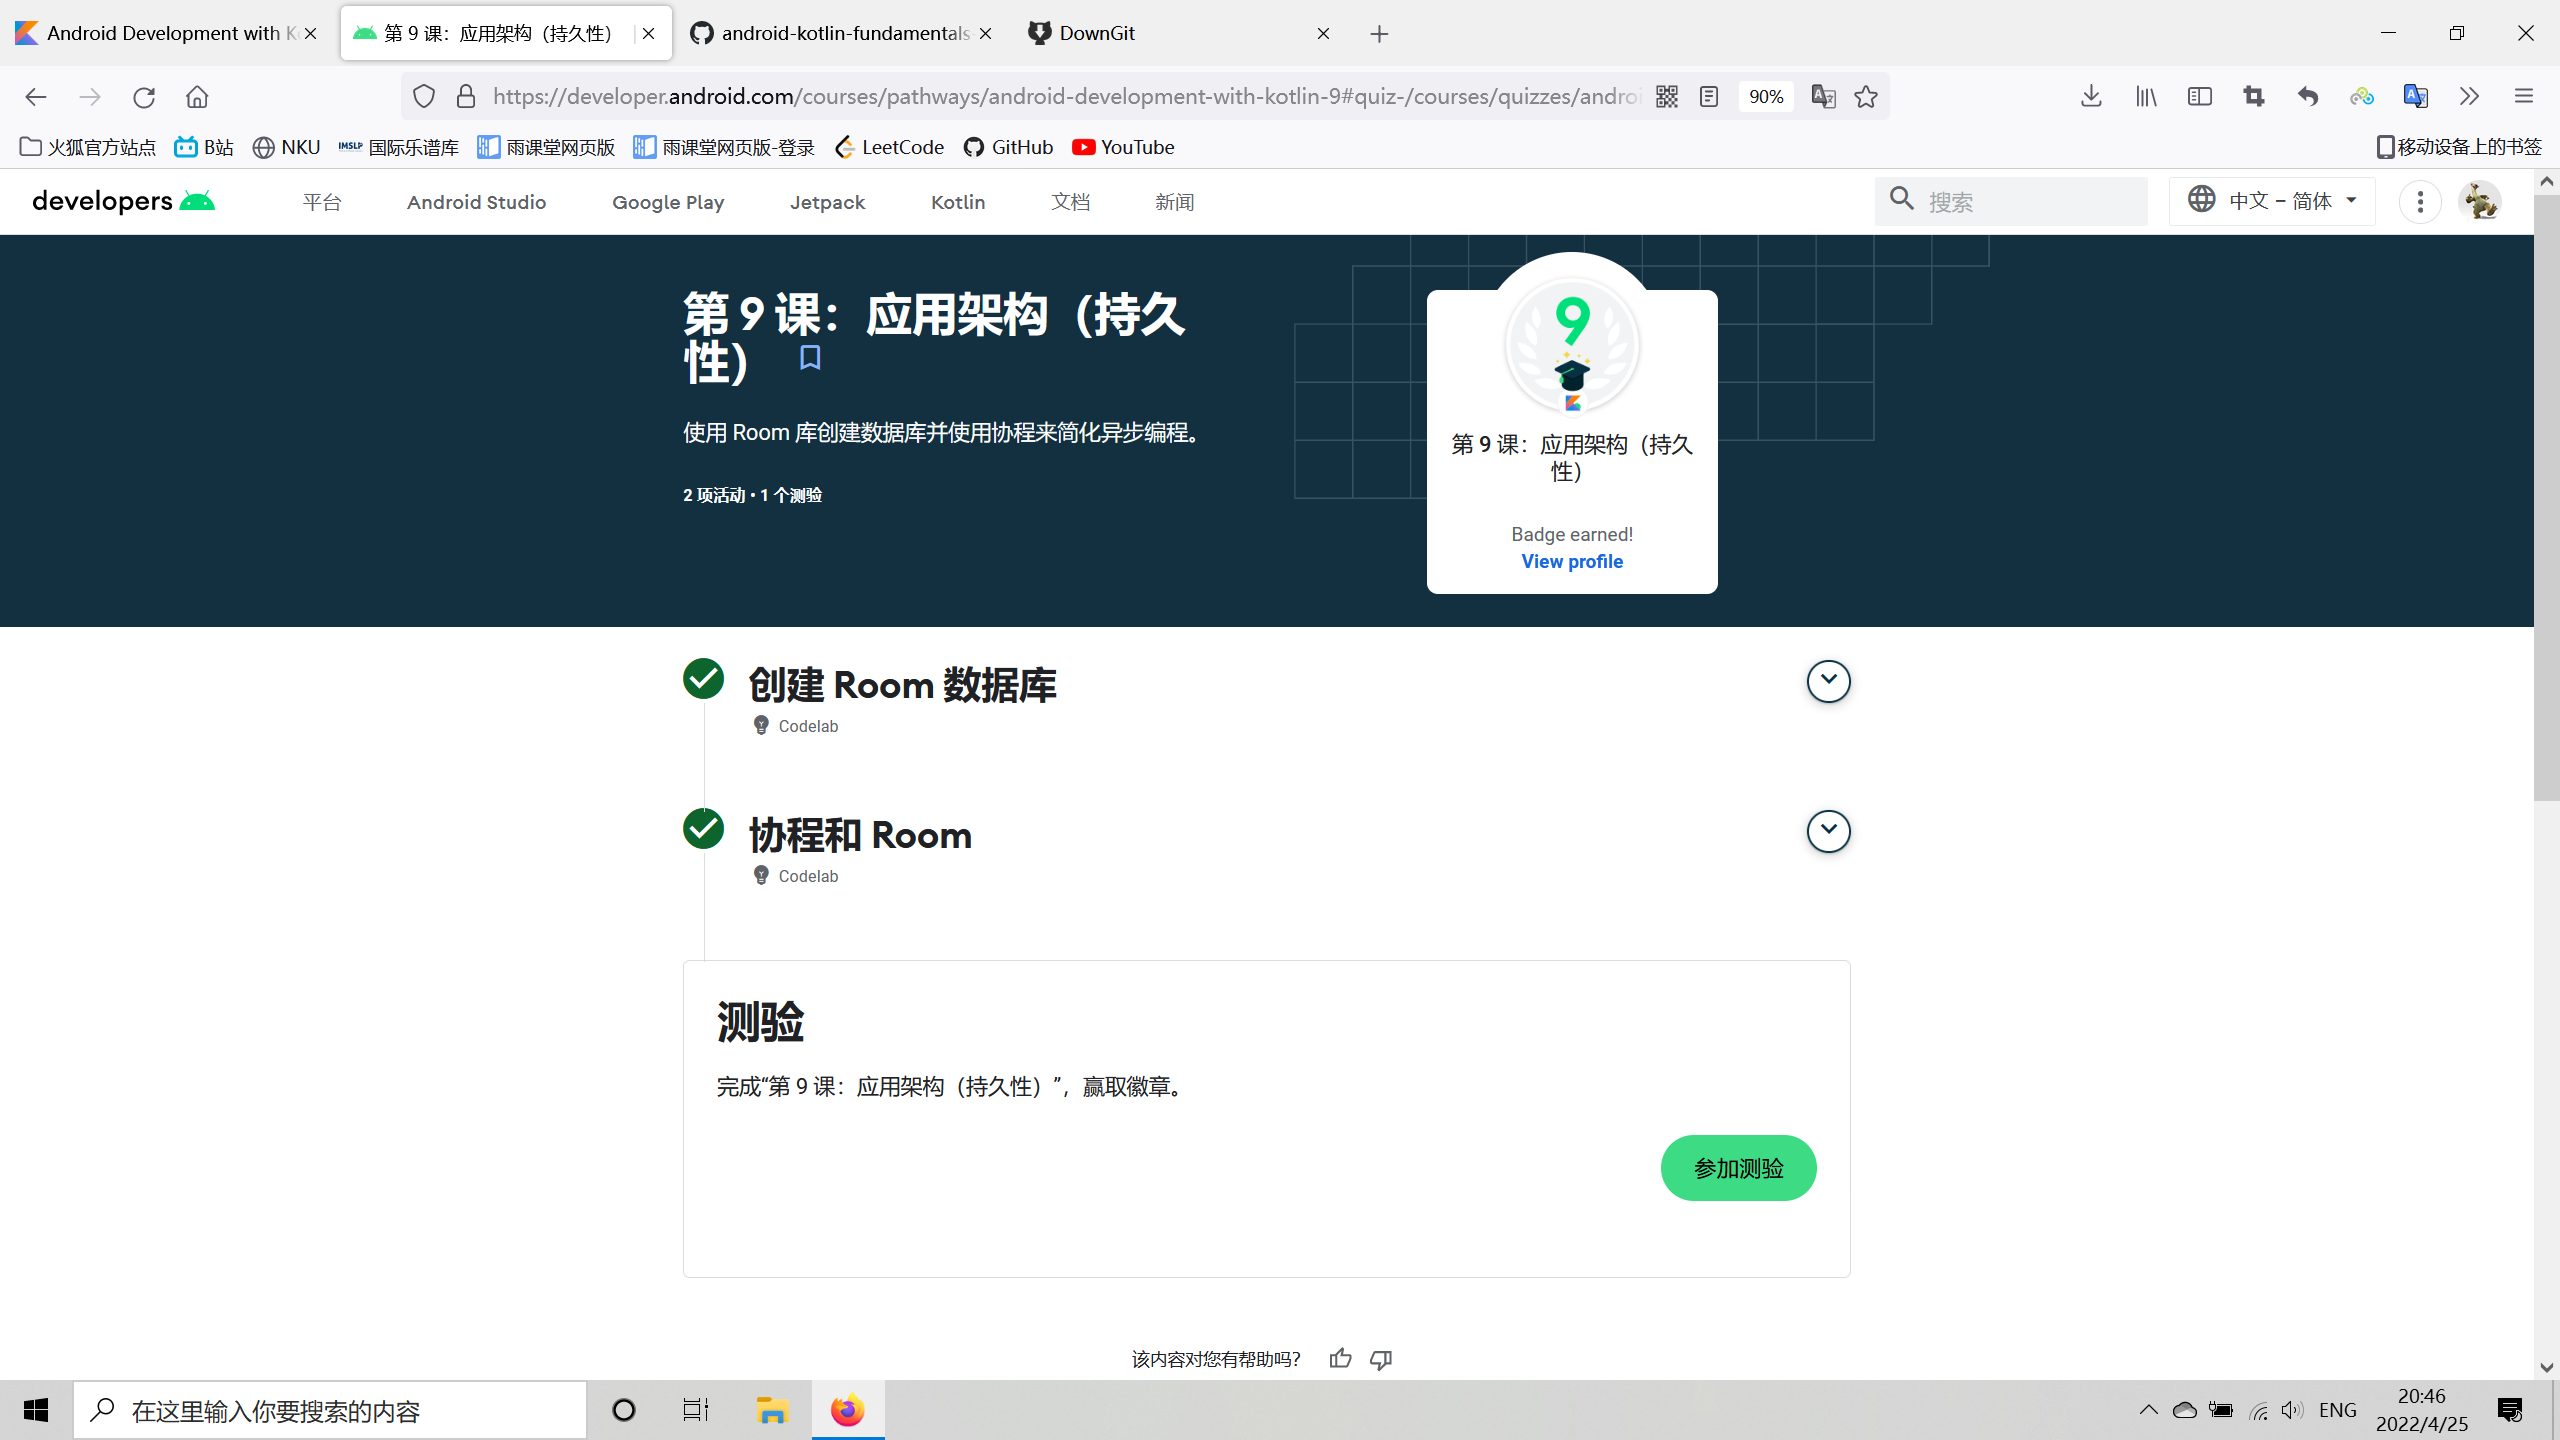 Android Development with K
第 9 课：应用架构（持久性）
android-kotlin-fundamentals-
DownGit
https://developer.android.com/courses/pathways/android-development-with-kotlin-9#quiz-/courses/quizzes/androi
90%
火狐官方站点
B站
NKU
IMSLP 国际乐谱库
雨课堂网页版
雨课堂网页版-登录
LeetCode
GitHub
YouTube
移动设备上的书签
developers
平台
Android Studio
Google Play
Jetpack
Kotlin
文档
新闻
搜索
中文 – 简体
第 9 课：应用架构（持久
性）
使用 Room 库创建数据库并使用协程来简化异步编程。
2 项活动 • 1 个测验
9
第 9 课：应用架构（持久
性）
Badge earned!
View profile
创建 Room 数据库
Codelab
协程和 Room
Codelab
测验
完成“第 9 课：应用架构（持久性）”，赢取徽章。
参加测验
该内容对您有帮助吗？
在这里输入你要搜索的内容
ENG
20:46
2022/4/25